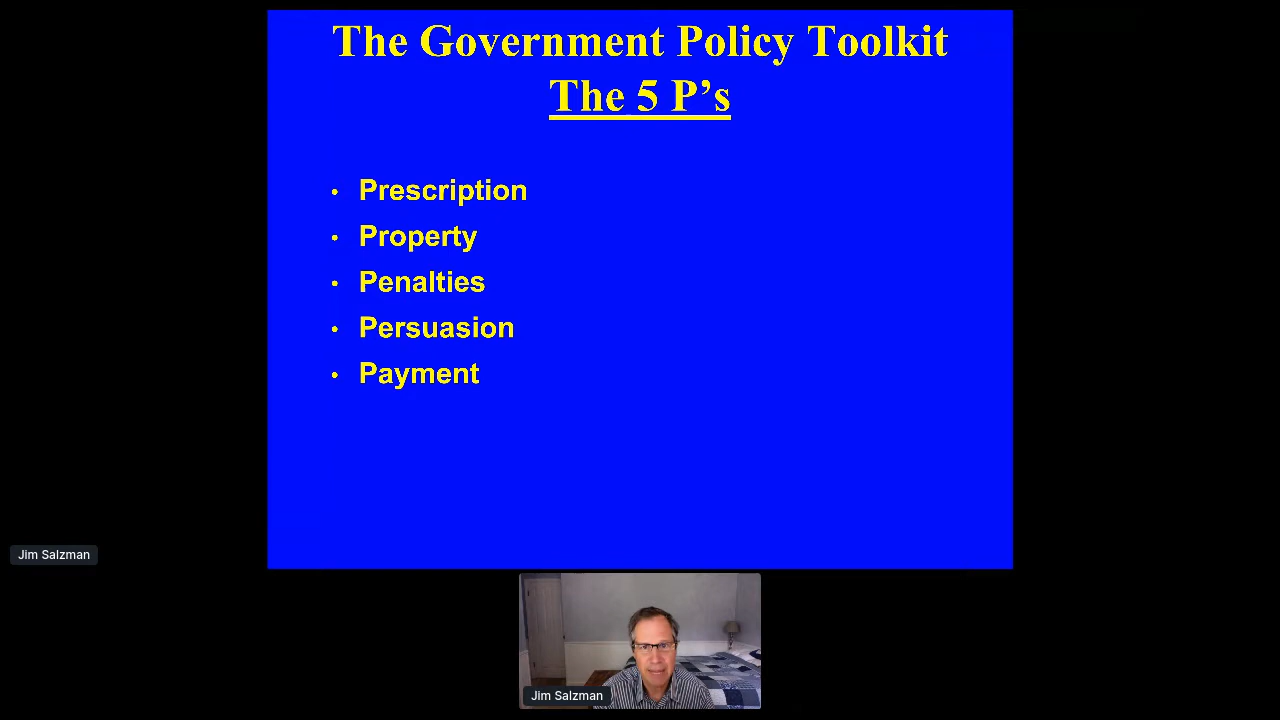 The Government Policy Toolkit
The 5 P’s
• Prescription
• Property
• Penalties
• Persuasion
• Payment
Jim Salzman
Jim Salzman